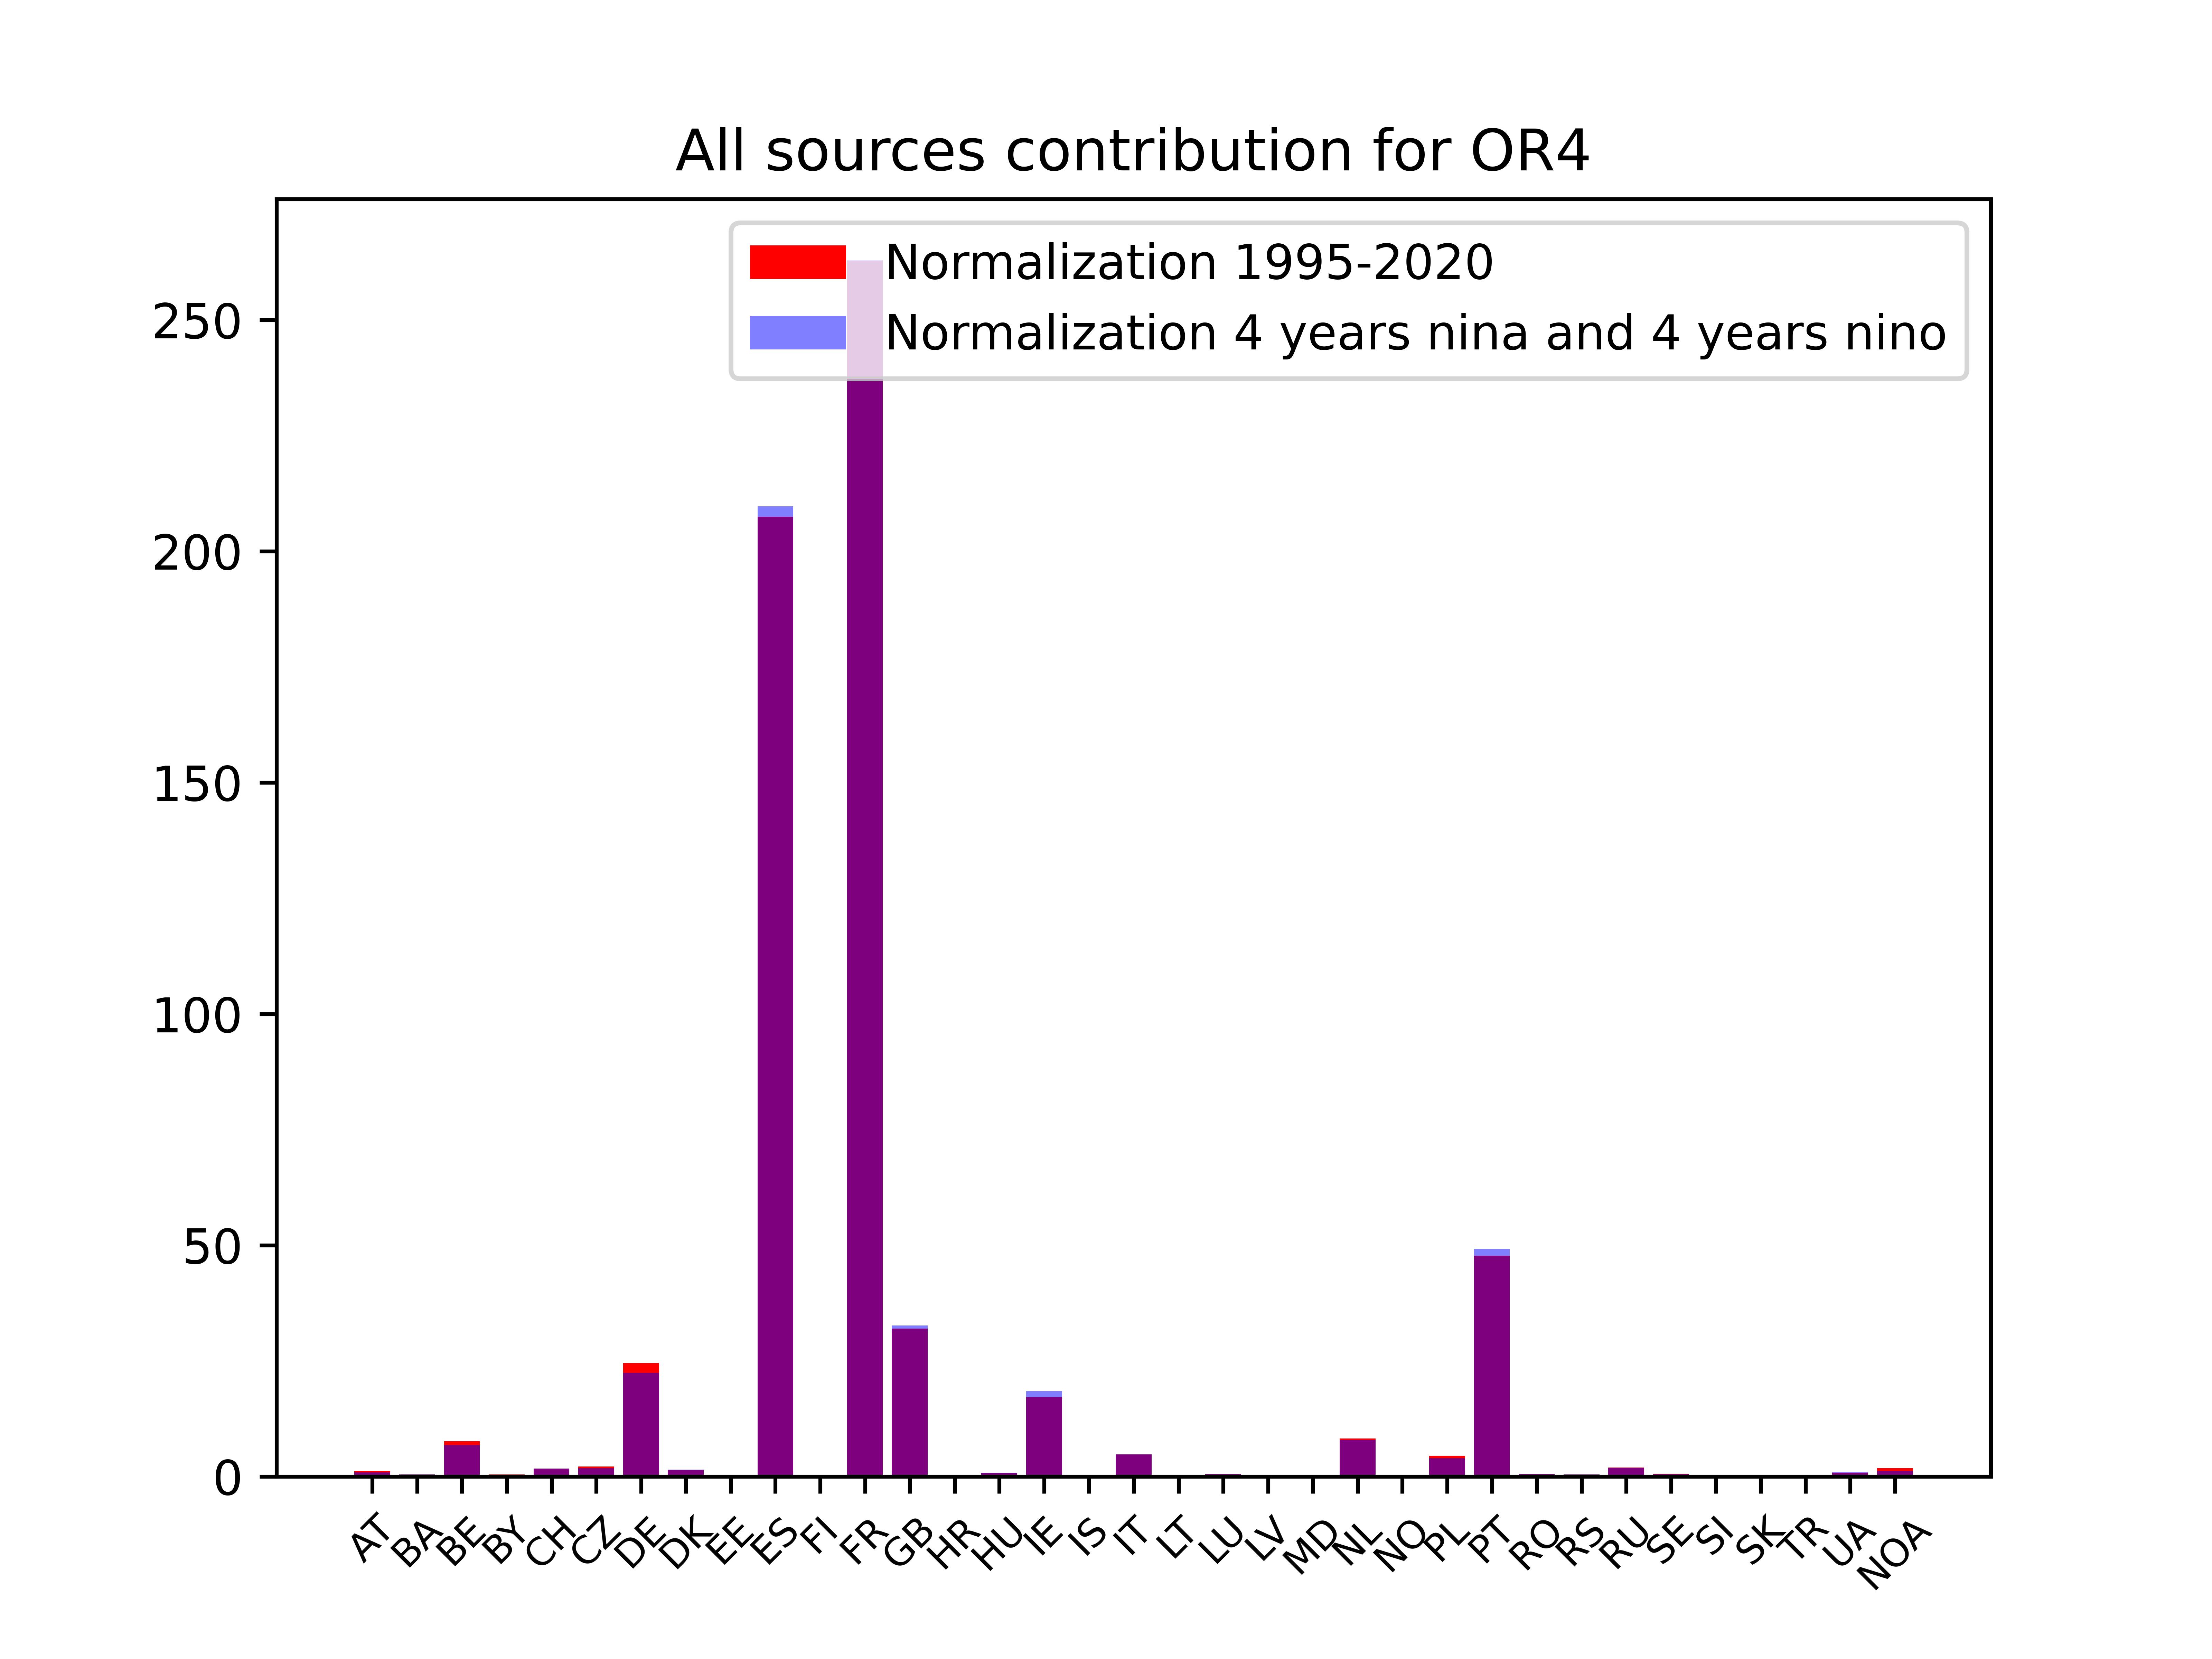 All sources contribution for OR4
Normalization 1995-2020
Normalization 4 years nina and 4 years nino
250
200
150
100
50
0
AT BA BE BY CH CZ DE DK EE ES FI FR GB HR HU IE IS IT LT LU LV MD NL NO PL PT RO RS RU SE SI SK TR UA NOA